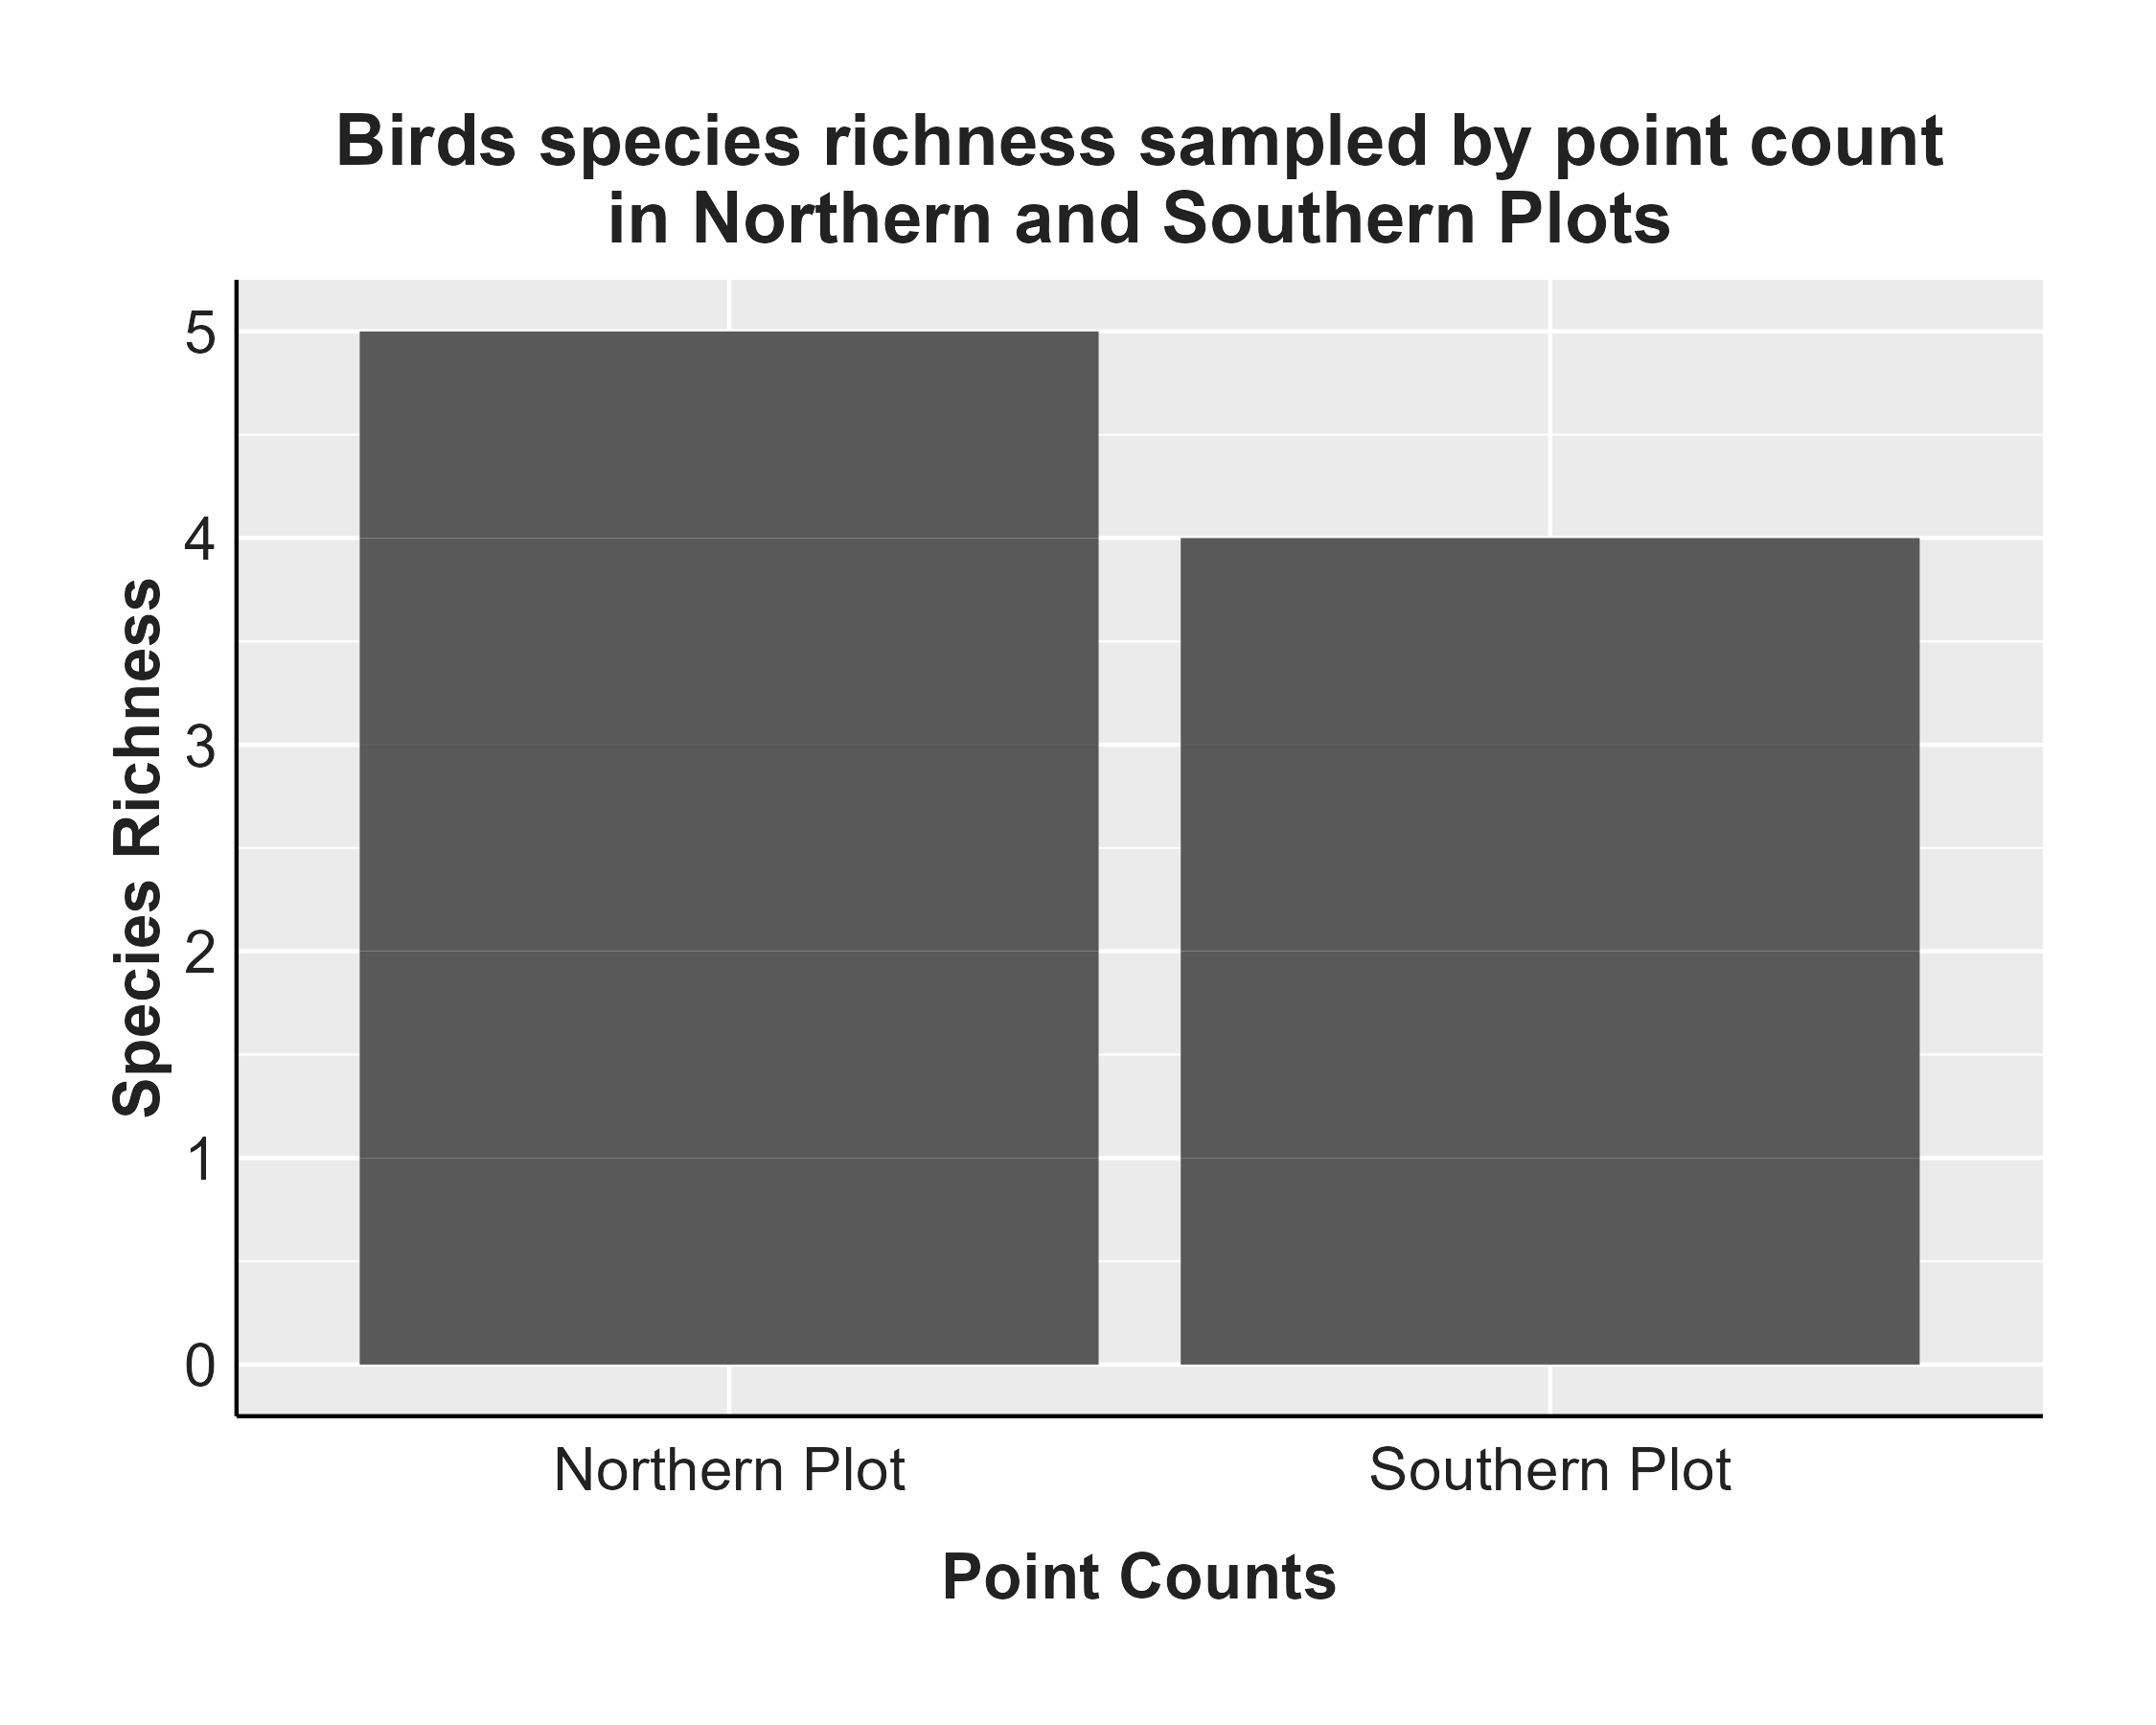 Birds species richness sampled by point count
in Northern and Southern Plots
Species Richness
5
4
3
2
1
0
Northern Plot
Southern Plot
Point Counts